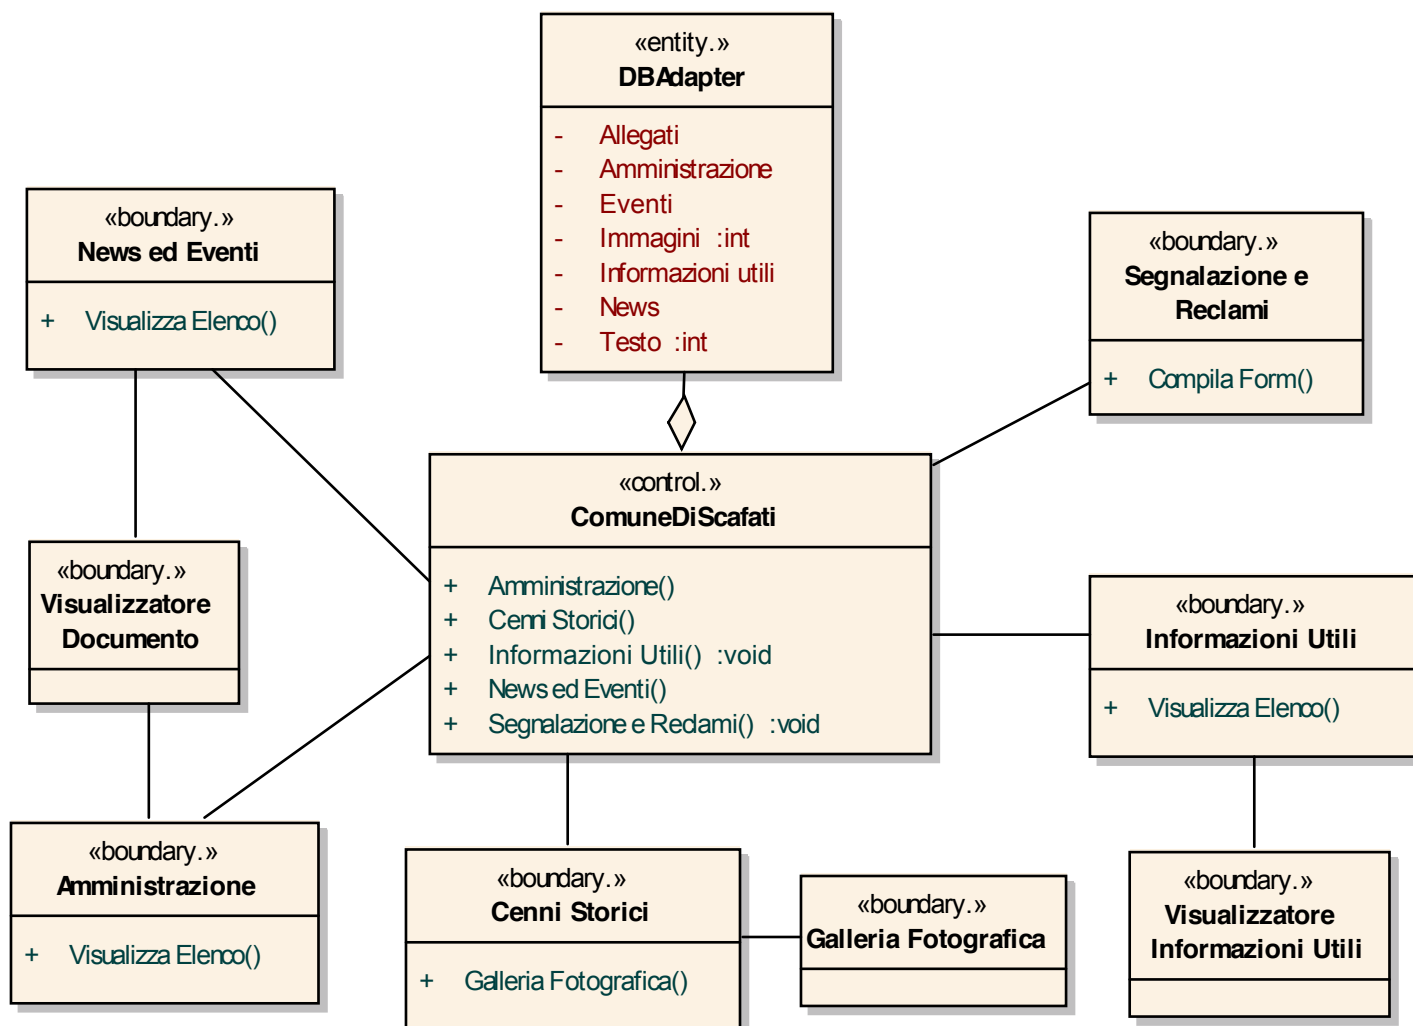 «entity.»
DBAdapter
- Allegati
- Amministrazione
- Eventi
- Immagini :int
- Informazioni utili
- News
- Testo :int
«boundary.»
News ed Eventi
+ Visualizza Elenco()
«boundary.»
Segnalazione e
Reclami
+ Compila Form()
«control.»
ComuneDiScafati
+ Amministrazione()
+ Cenni Storici()
+ Informazioni Utili() :void
+ News ed Eventi()
+ Segnalazione e Reclami() :void
«boundary.»
Visualizzatore
Documento
«boundary.»
Informazioni Utili
+ Visualizza Elenco()
«boundary.»
Amministrazione
+ Visualizza Elenco()
«boundary.»
Cenni Storici
+ Galleria Fotografica()
«boundary.»
Galleria Fotografica
«boundary.»
Visualizzatore
Informazioni Utili